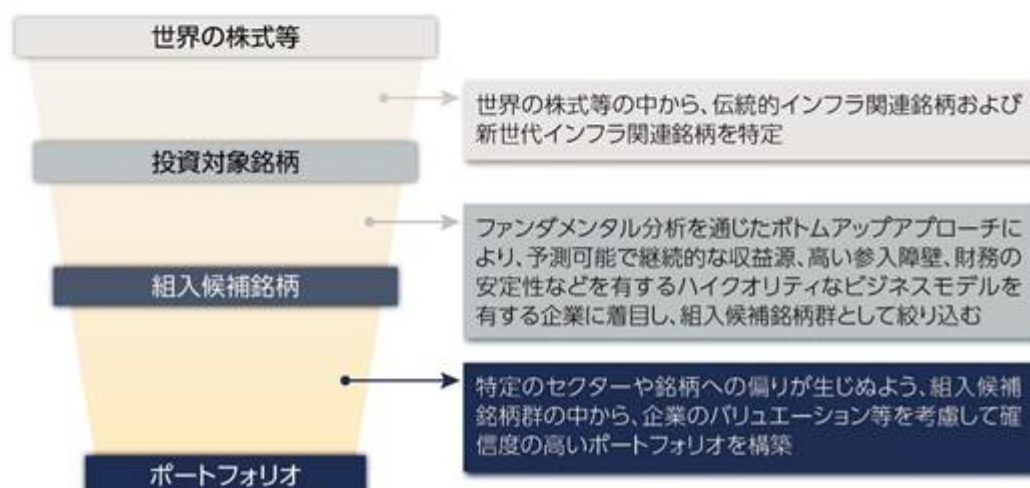 世界の株式等
世界の株式等の中から、伝統的インフラ関連銘柄および
新世代インフラ関連銘柄を特定
投資対象銘柄
ファンダメンタル分析を通じたボトムアップアプローチに
より、予測可能で継続的な収益源、高い参入障壁、財務の
安定性などを有するハイクオリティなビジネスモデルを
有する企業に着目し、組入候補銘柄群として絞り込む
組入候補銘柄
特定のセクターや銘柄への偏りが生じぬよう、組入候補
銘柄群の中から、企業のバリュエーション等を考慮して確
信度の高いポートフォリオを構築
ポートフォリオ